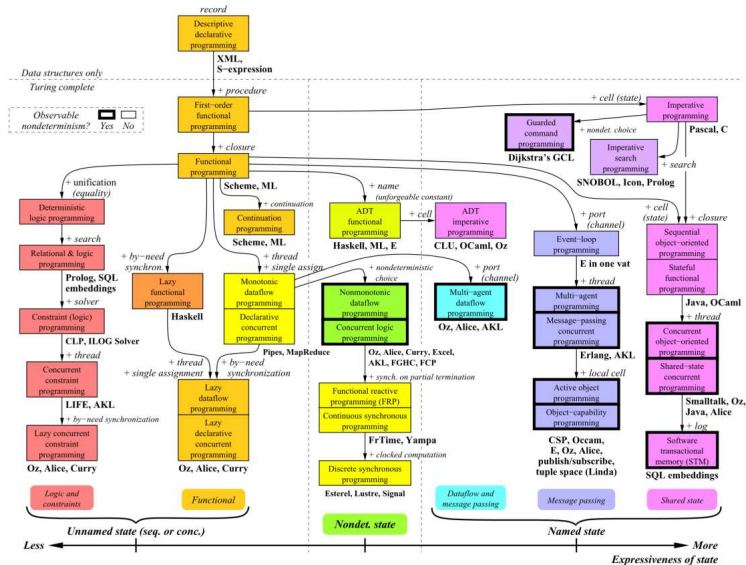 record
Descriptive
declarative
programming
XML,
S−expression
Data structures only
Turing complete
+ procedure
Observable
nondeterminism?
Yes No
First−order
functional
programming
+ cell (state)
Imperative
programming
Pascal, C
+ nondet. choice
Guarded
command
programming
Dijkstra's GCL
Imperative
search programming
SNOBOL, Icon, Prolog
+ search
+ closure
Functional
programming
Scheme, ML
+ unification
(equality)
+ continuation
Continuation
programming
Scheme, ML
+ name
(unforgeable constant)
ADT
functional
programming
Haskell, ML, E
+ cell
ADT
imperative
programming
CLU, OCaml, Oz
+ port
(channel)
Event−loop
programming
E in one vat
+ cell
(state)
+ closure
Sequential
object−oriented
programming
Stateful
functional
programming
Java, OCaml
Deterministic
logic programming
+ search
Relational & logic
programming
Prolog, SQL
embeddings
+ solver
Constraint (logic)
programming
CLP, ILOG Solver
+ thread
Concurrent
constraint
programming
LIFE, AKL
+ by−need synchronization
Lazy concurrent
constraint
programming
Oz, Alice, Curry
+ by−need
synchron.
Lazy
functional
programming
Haskell
+ thread
+ single assign.
Monotonic
dataflow
programming
Declarative
concurrent
programming
Pipes, MapReduce
+ thread
+ single assignment
+ by−need
synchronization
Lazy
dataflow
programming
Lazy
declarative
concurrent
programming
Oz, Alice, Curry
+ nondeterministic
choice
Nonmonotonic
dataflow
programming
Concurrent logic
programming
Oz, Alice, Curry, Excel,
AKL, FGHC, FCP
+ synch. on partial termination
Functional reactive
programming (FRP)
Continuous synchronous
programming
FrTime, Yampa
+ clocked computation
Discrete synchronous
programming
Esterel, Lustre, Signal
+ port
(channel)
Multi−agent
dataflow
programming
Oz, Alice, AKL
+ thread
Multi−agent
programming
Message−passing
concurrent
programming
Erlang, AKL
+ local cell
Active object
programming
Object−capability
programming
CSP, Occam,
E, Oz, Alice,
publish/subscribe,
tuple space (Linda)
+ thread
Concurrent
object−oriented
programming
Shared−state
concurrent
programming
Smalltalk, Oz,
Java, Alice
+ log
Software
transactional
memory (STM)
SQL embeddings
Logic and
constraints
Functional
Dataflow and
message passing
Message passing
Shared state
Unnamed state (seq. or conc.)
Nondet. state
Named state
Less
More
Expressiveness of state